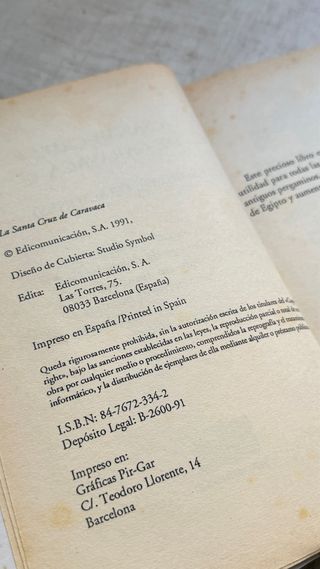 La Santa Cruz de Caravaca
© Edicomunicación, S.A. 1991,
Diseño de Cubierta: Studio Symbol
Edita: Edicomunicación, S. A.
Las Torres, 75.
08033 Barcelona (España)
Impreso en España /Printed in Spain
Queda rigurosamente prohibida, sin la autorización escrita de los titulares del «Copy-
right», bajo las sanciones establecidas en las leyes, la reproducción parcial o total de esta
obra por cualquier medio o procedimiento, comprendidos la reprografía y el tratamiento
informático, y la distribución de ejemplares de ella mediante alquiler o préstamo público
I.S.B.N: 84-7672-334-2
Depósito Legal: B-2600-91
Impreso en:
Gráficas Pir-Gar
C/. Teodoro Llorente, 14
Barcelona
Este precioso libro
utilidad para todas las
antiguos pergaminos,
de Egipto y aumen